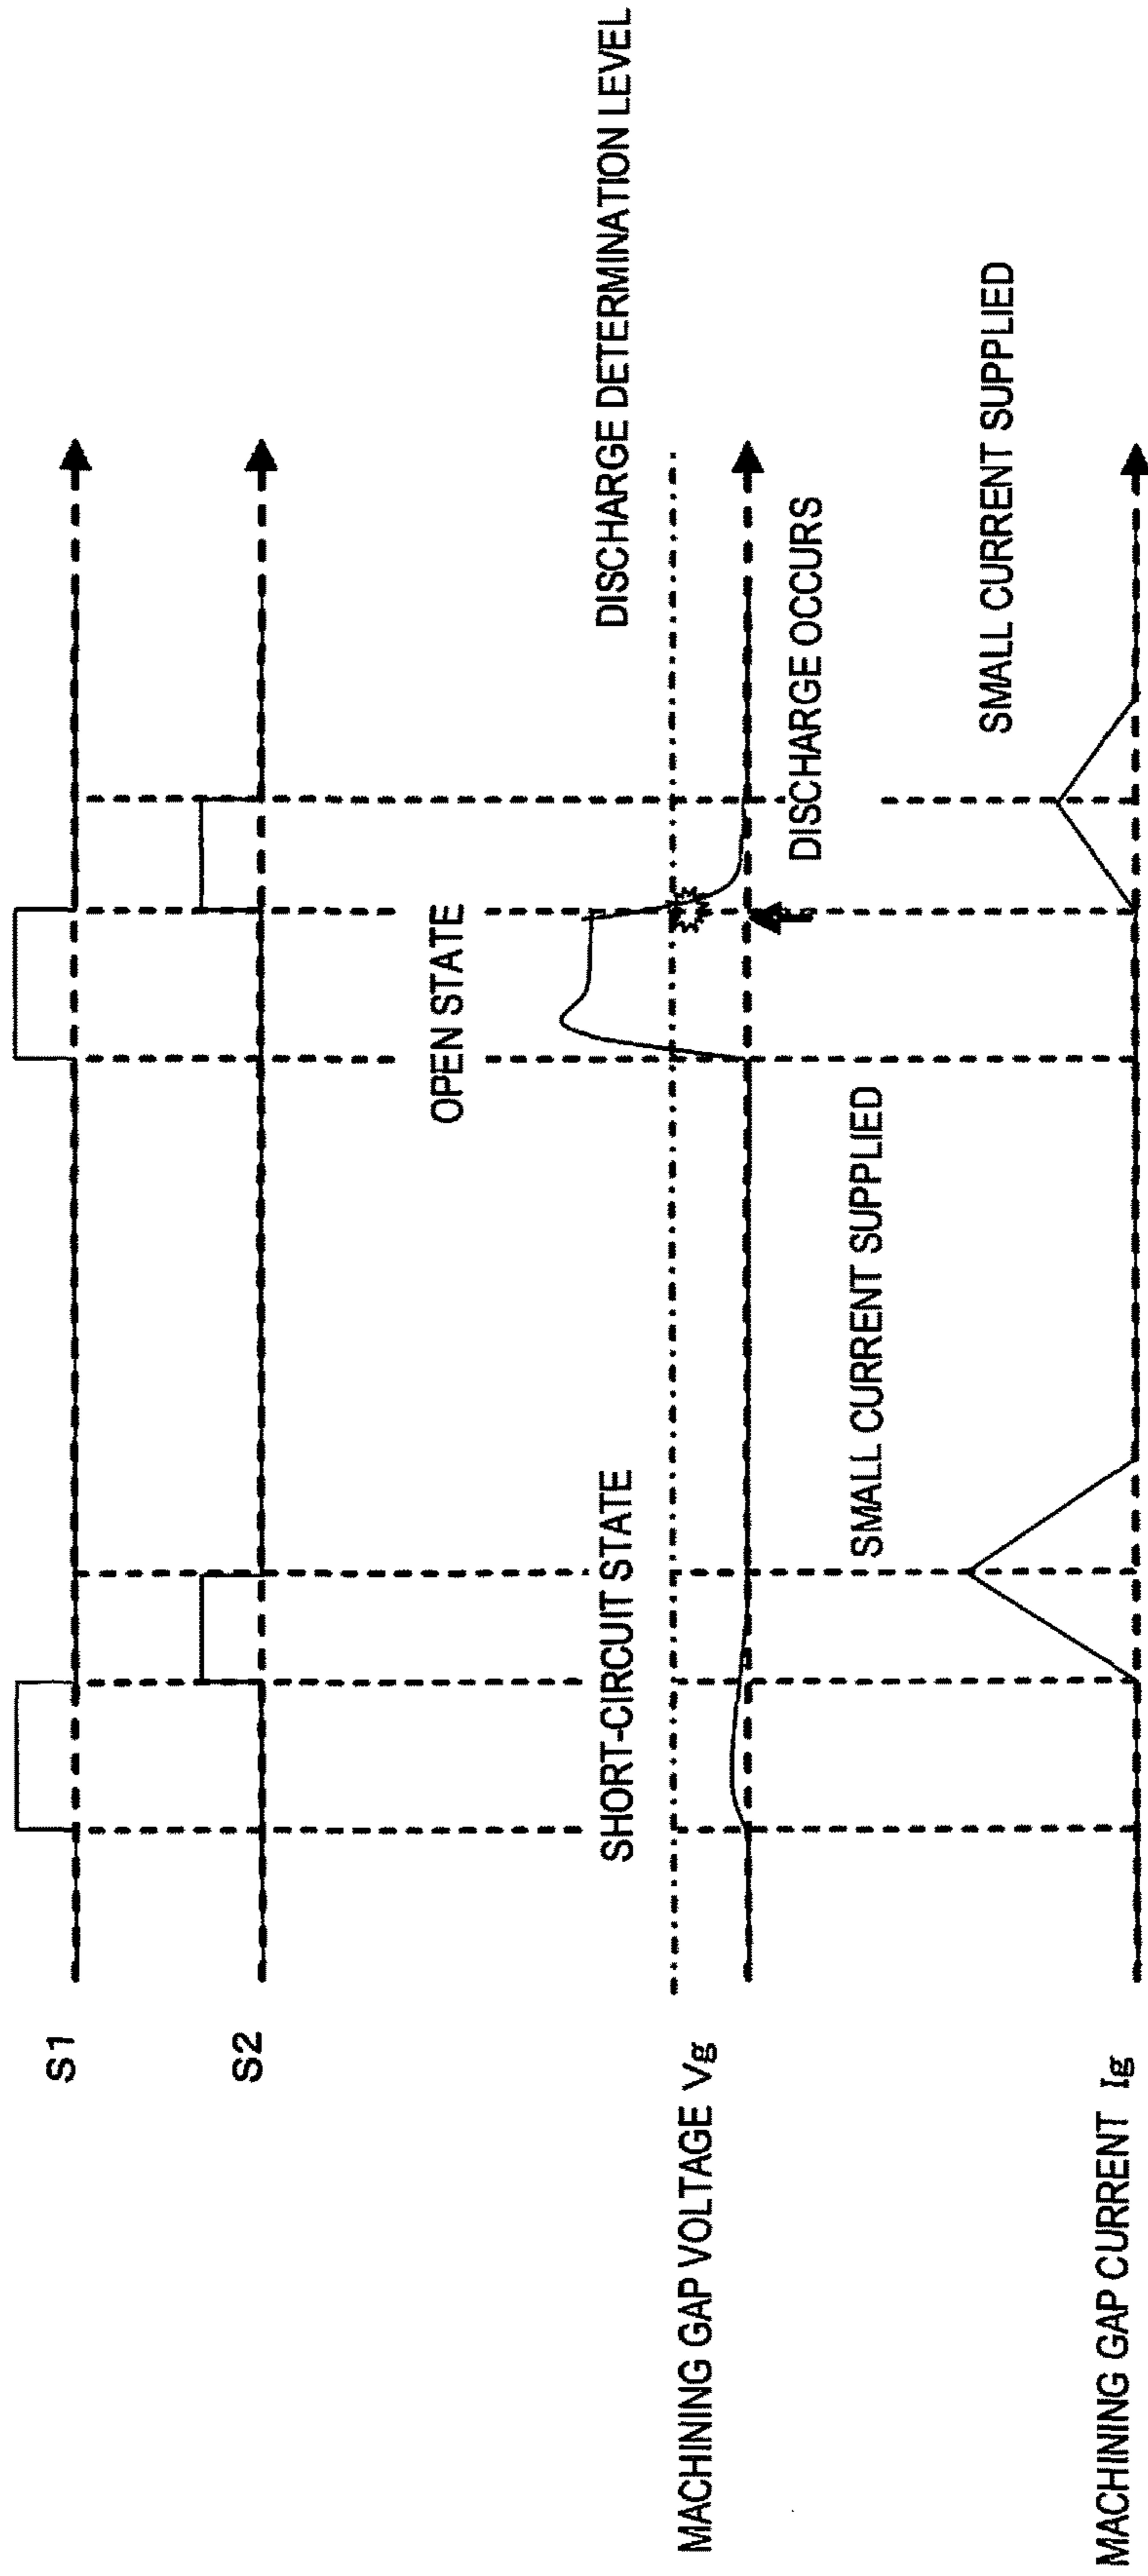 S1
S2
OPEN STATE
DISCHARGE DETERMINATION LEVEL
SHORT-CIRCUIT STATE
MACHINING GAP VOLTAGE Vg
DISCHARGE OCCURS
SMALL CURRENT SUPPLIED
SMALL CURRENT SUPPLIED
MACHINING GAP CURRENT Ig